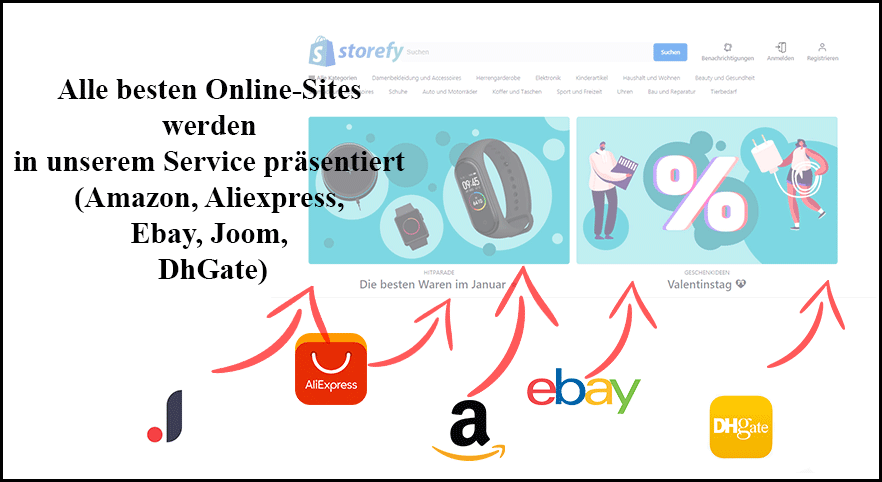 storefy
Suchen
Suchen
Benachrichtigungen
Anmelden
Registrieren
Alle Kategorien
Damenbekleidung und Accessoires
Herrengarderobe
Elektronik
Kinderartikel
Haushalt und Wohnen
Beauty und Gesundheit
Schuhe
Auto und Motorräder
Koffer und Taschen
Sport und Freizeit
Uhren
Bau und Reparatur
Tierbedarf
Alle besten Online-Sites
werden
in unserem Service präsentiert
(Amazon, Aliexpress,
Ebay, Joom,
DhGate)
09:45
%
HITPARADE
Die besten Waren im Januar
GESCHENKIDEEN
Valentinstag
AliExpress
a
ebay
DHgate